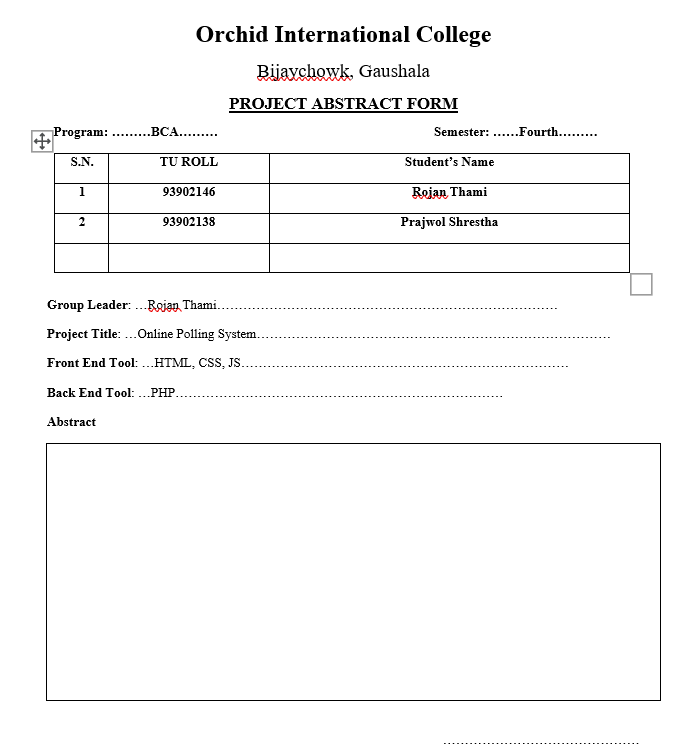 Orchid International College
Bijaychowk, Gaushala
PROJECT ABSTRACT FORM
Program: ………BCA……… Semester: ……Fourth………
S.N. TU ROLL Student’s Name
1 93902146 Rojan Thami
2 93902138 Prajwol Shrestha
Group Leader: …Rojan Thami……………………………………………………………………
Project Title: …Online Polling System………………………………………………………………………
Front End Tool: …HTML, CSS, JS…………………………………………………………………
Back End Tool: …PHP…………………………………………………………………
Abstract
………………………………………